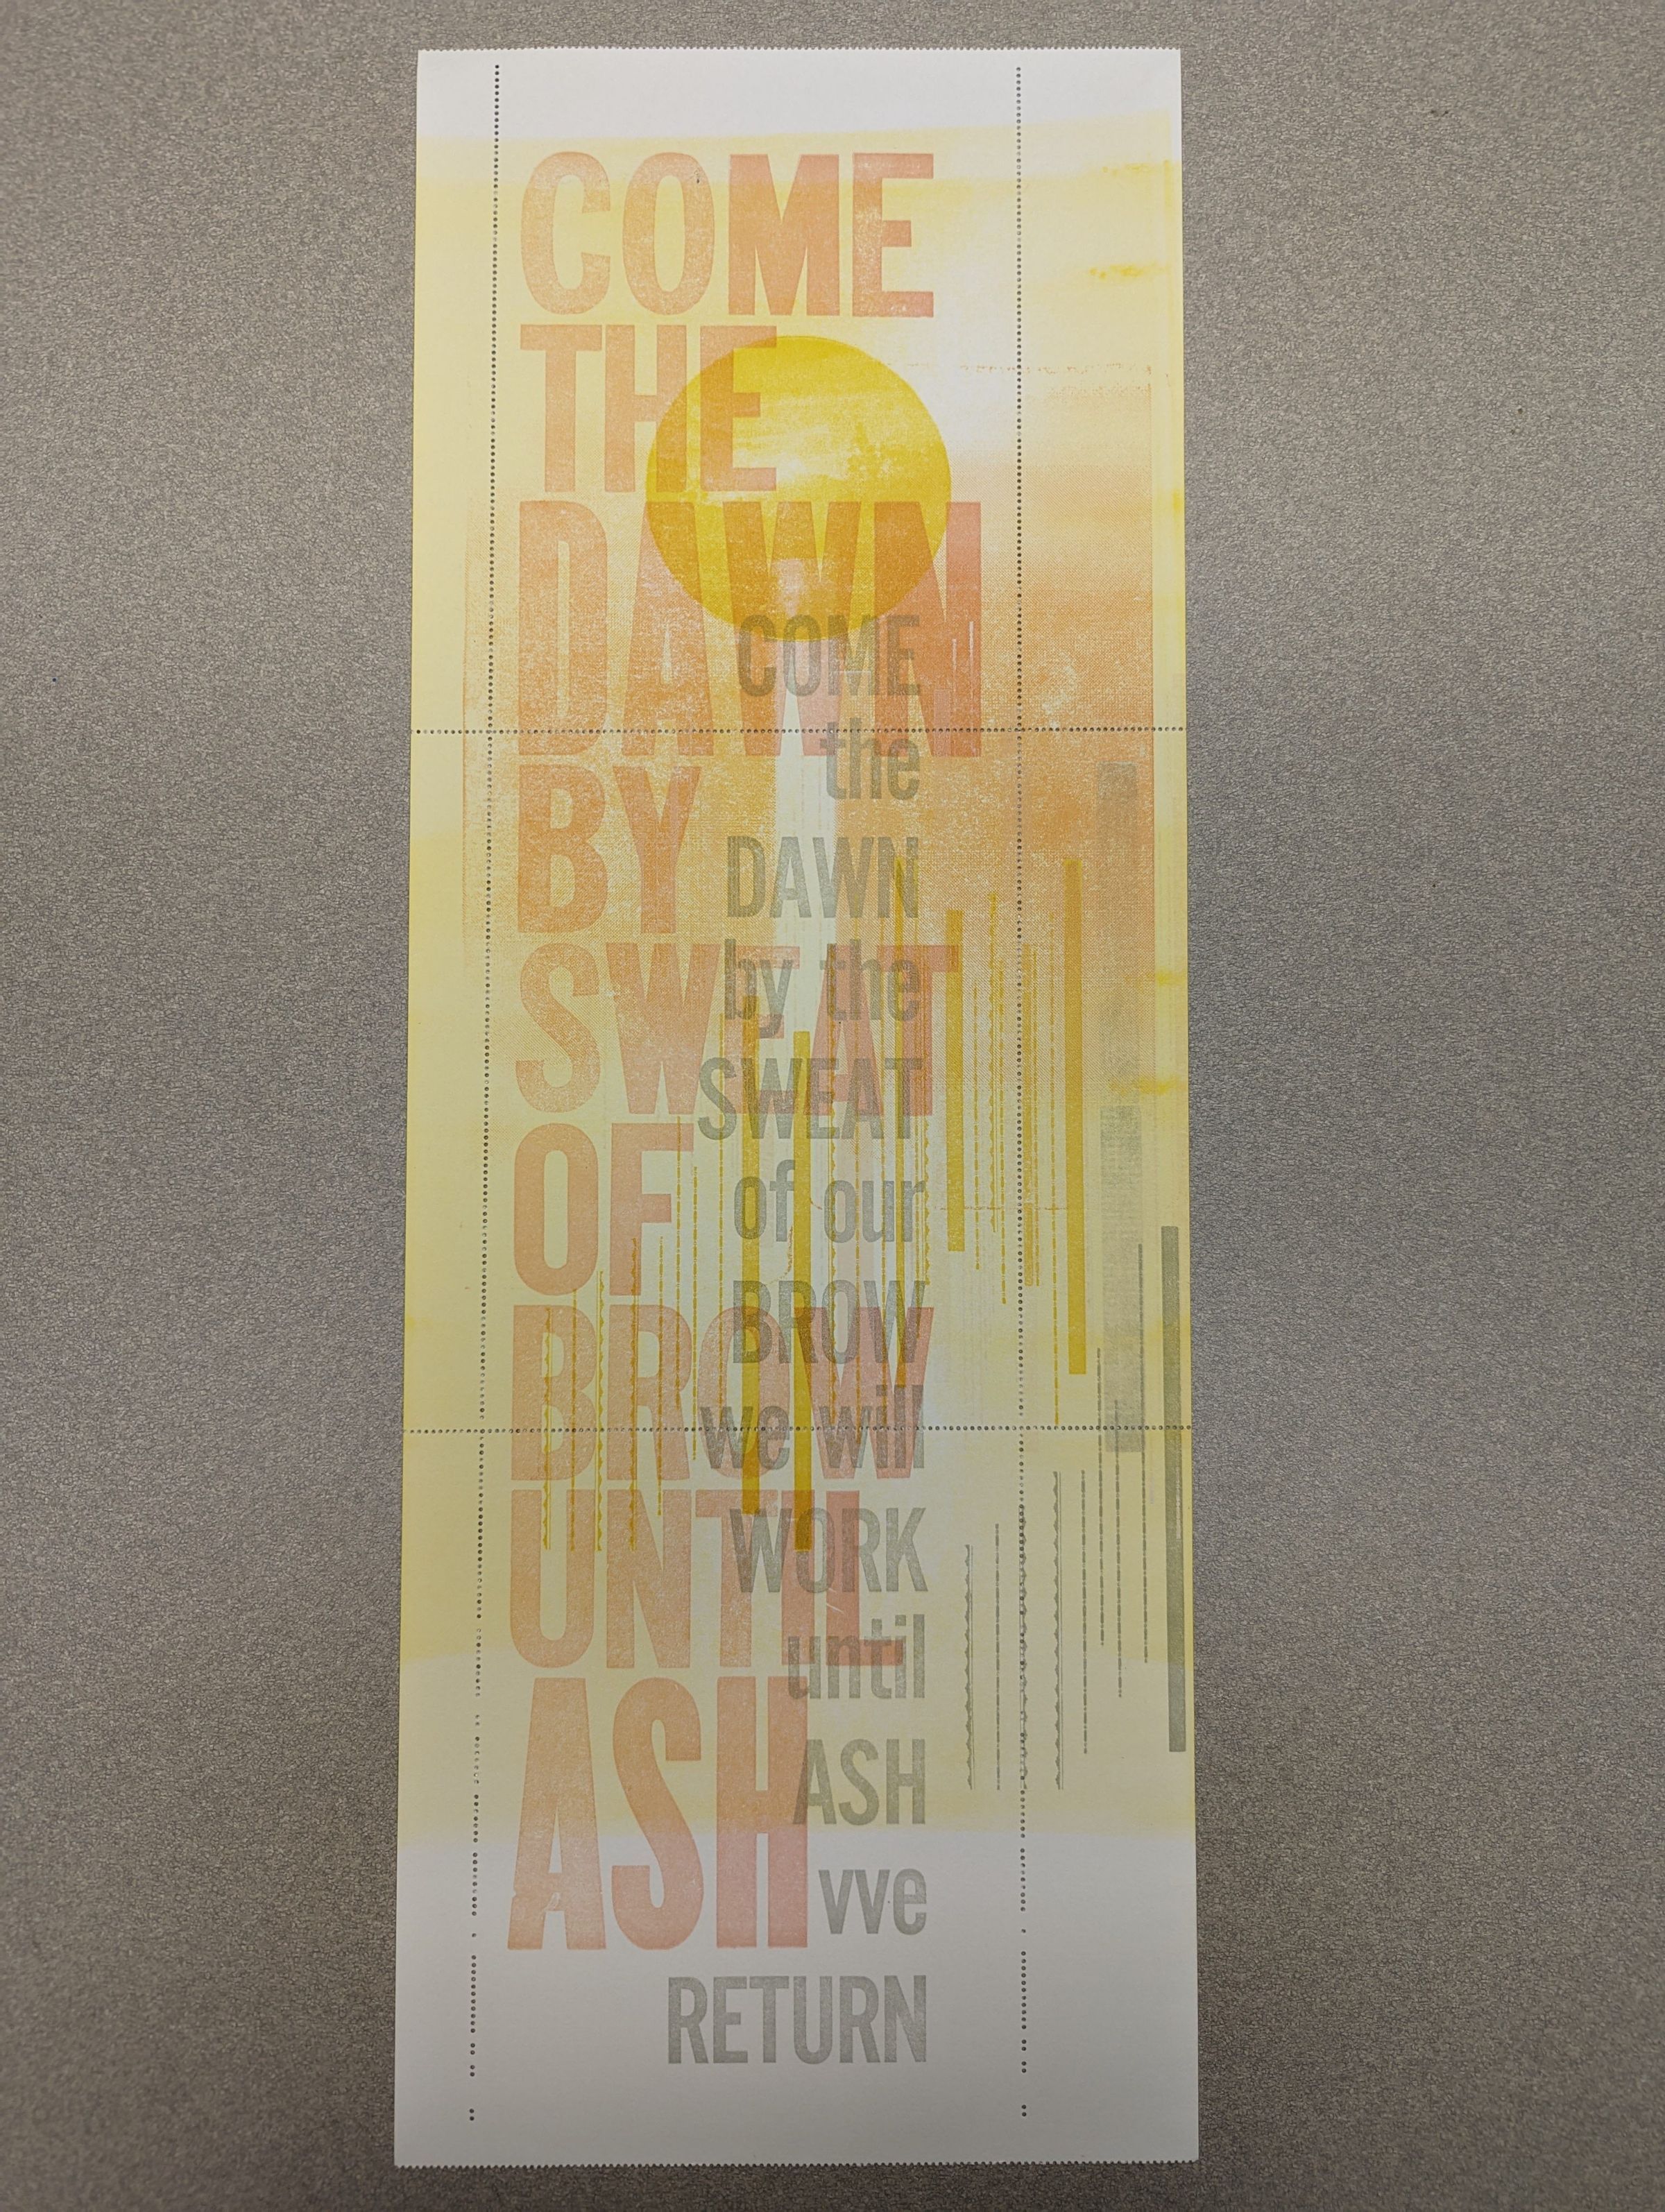 COME
THE
DAWN
BY
SWEAT
OF
BROW
UNTIL
ASH
COME
the
DAWN
by the
SWEAT
of our
BROW
we will
WORK
until
ASH
vve
RETURN